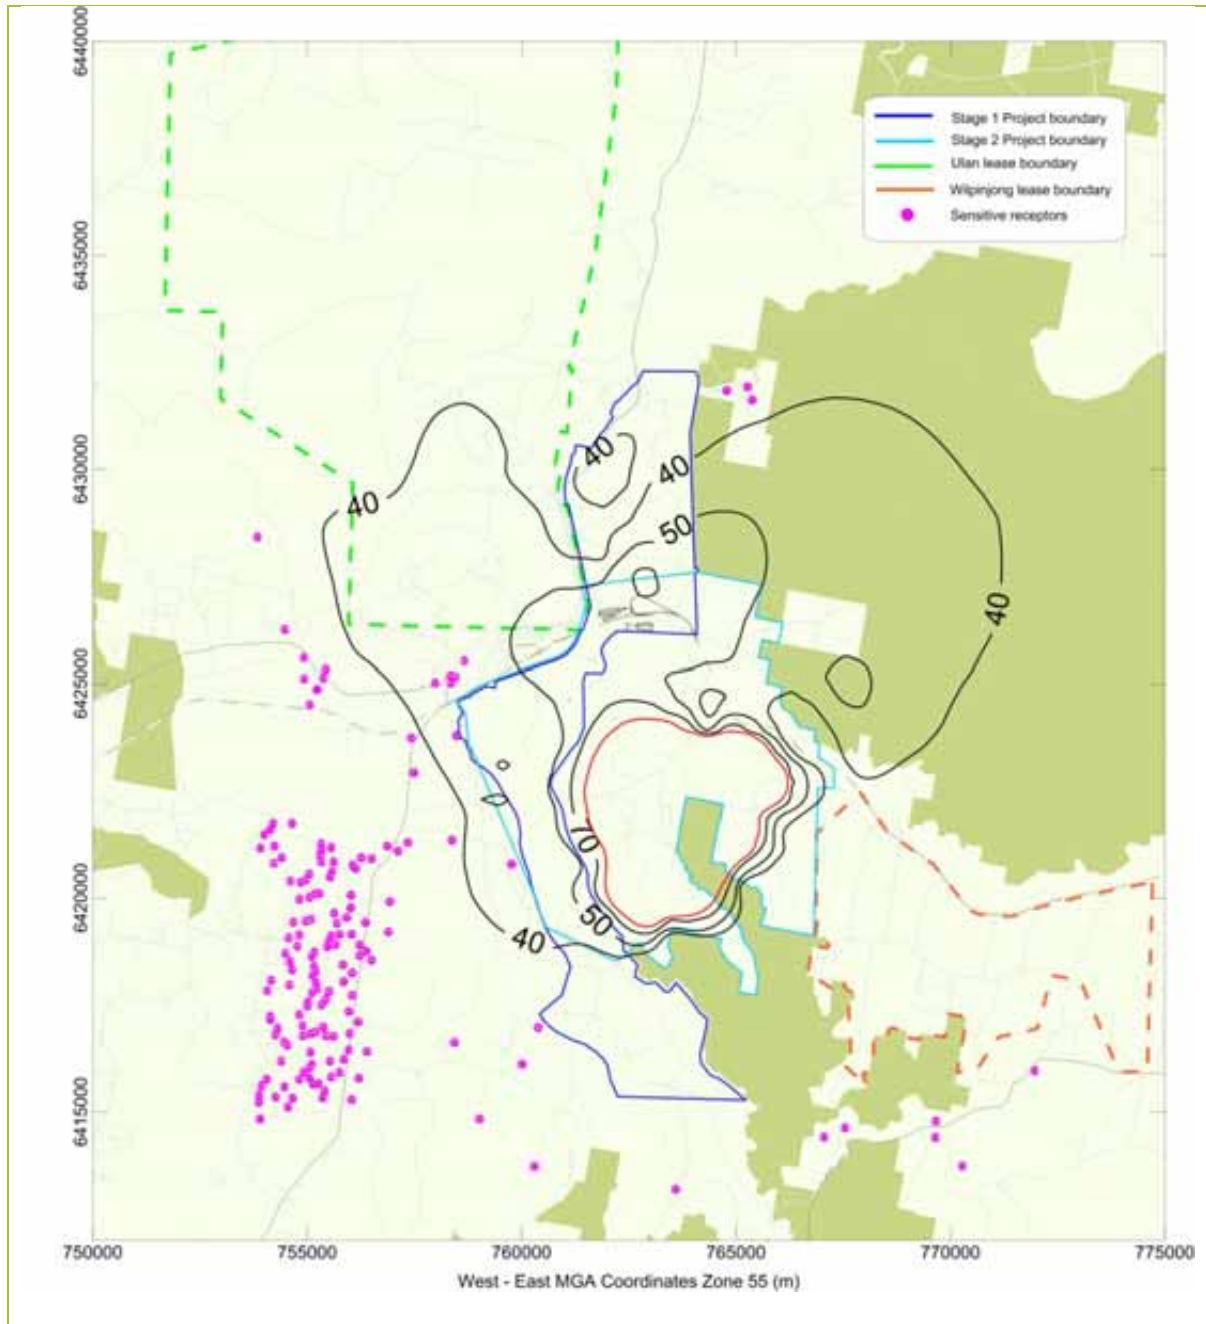 6440000
Stage 1 Project boundary
Stage 2 Project boundary
Ulan lease boundary
Wilpinjong lease boundary
Sensitive receptors
6435000
6430000
40
40
40
50
40
6425000
70
6420000
50
40
6415000
750000 755000 760000 765000 770000 775000
West - East MGA Coordinates Zone 55 (m)